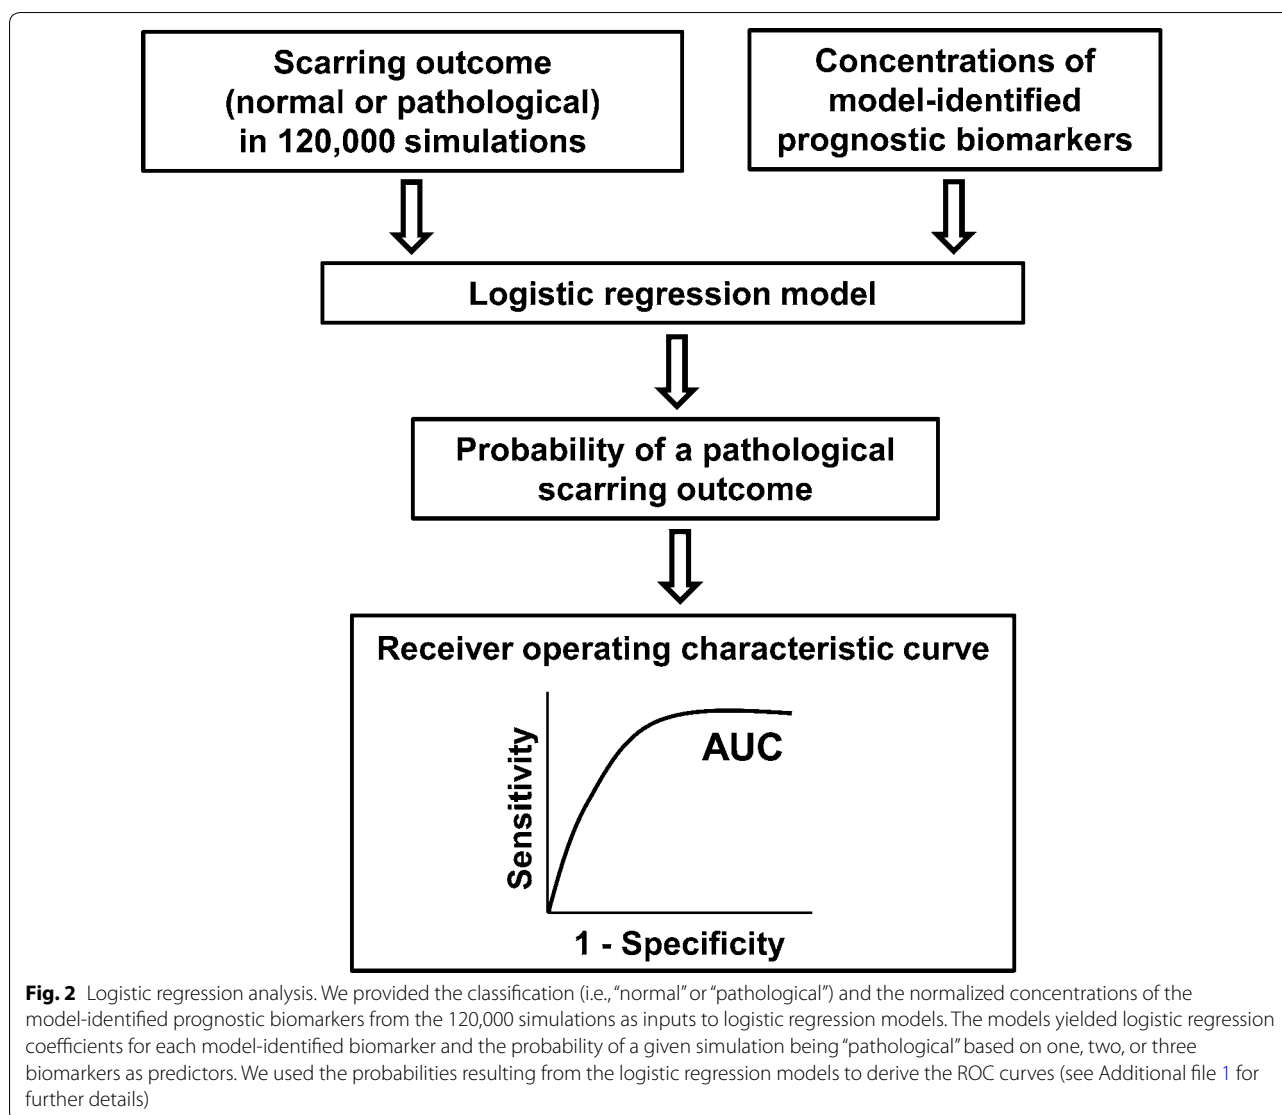 Scarring outcome
(normal or pathological)
in 120,000 simulations
Concentrations of
model-identified
prognostic biomarkers
Logistic regression model
Probability of a pathological
scarring outcome
Receiver operating characteristic curve
Sensitivity
AUC
1 - Specificity
Fig. 2 Logistic regression analysis. We provided the classification (i.e., “normal” or “pathological”) and the normalized concentrations of the
model-identified prognostic biomarkers from the 120,000 simulations as inputs to logistic regression models. The models yielded logistic regression
coefficients for each model-identified biomarker and the probability of a given simulation being “pathological” based on one, two, or three
biomarkers as predictors. We used the probabilities resulting from the logistic regression models to derive the ROC curves (see Additional file 1 for
further details)